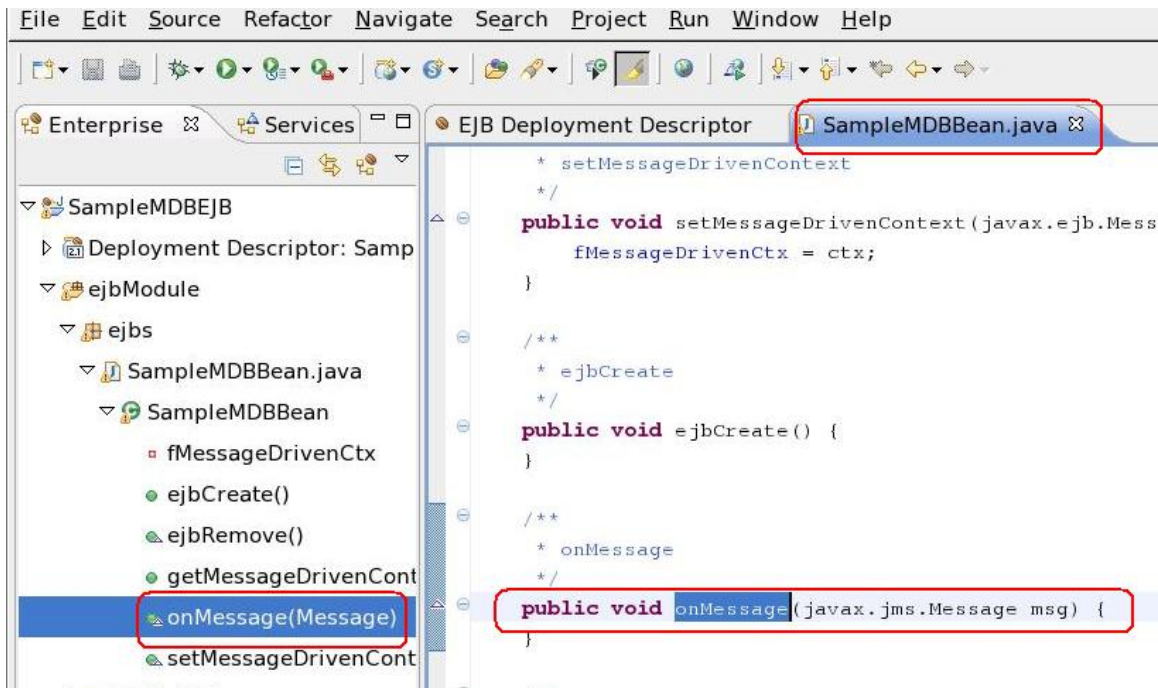 File Edit Source Refactor Navigate Search Project Run Window Help
Enterprise Services
SampleMDBEJB
Deployment Descriptor: Samp
ejbModule
ejbs
SampleMDBBean.java
SampleMDBBean
fMessageDrivenCtx
ejbCreate()
ejbRemove()
getMessageDrivenCont
onMessage(Message)
setMessageDrivenCont
EJB Deployment Descriptor SampleMDBBean.java
* setMessageDrivenContext
*/
public void setMessageDrivenContext(javax.ejb.Mess
fMessageDrivenCtx = ctx;
}
/**
* ejbCreate
*/
public void ejbCreate() {
}
/**
* onMessage
*/
public void onMessage(javax.jms.Message msg) {
}